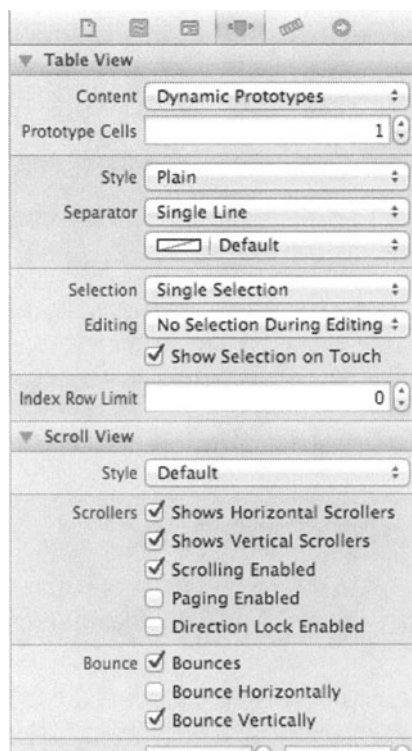 Table View
Content Dynamic Prototypes
Prototype Cells 1
Style Plain
Separator Single Line
Default
Selection Single Selection
Editing No Selection During Editing
Show Selection on Touch
Index Row Limit 0
Scroll View
Style Default
Scrollers Shows Horizontal Scrollers
Shows Vertical Scrollers
Scrolling Enabled
Paging Enabled
Direction Lock Enabled
Bounce Bounces
Bounce Horizontally
Bounce Vertically